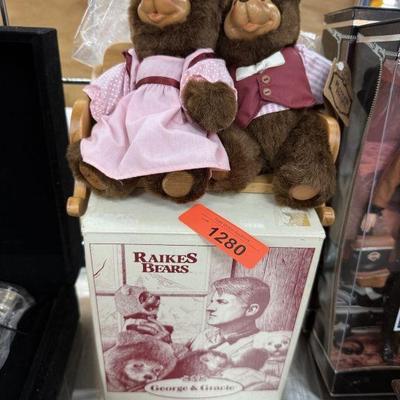 1280
RAIKES
BEARS
George & Gracie